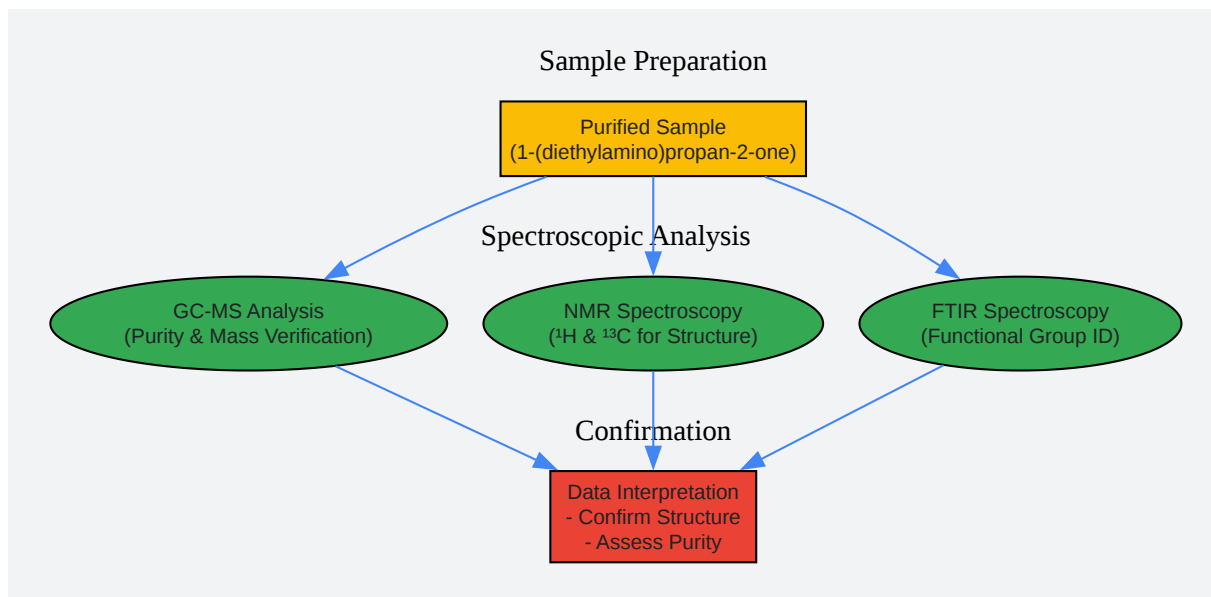 Sample Preparation
Purified Sample
(1-(diethylamino)propan-2-one)
Spectroscopic Analysis
GC-MS Analysis
(Purity & Mass Verification)
NMR Spectroscopy
(¹H & ¹³C for Structure)
FTIR Spectroscopy
(Functional Group ID)
Confirmation
Data Interpretation
- Confirm Structure
- Assess Purity